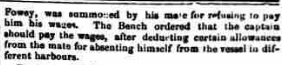 Fowey, was summoned by his mate for refusing to pay
him his wages. The Bench ordered that the captain
should pay the wages, after deducting certain allowances
from the mate for absenting himself from the vessel in dif-
ferent harbours.